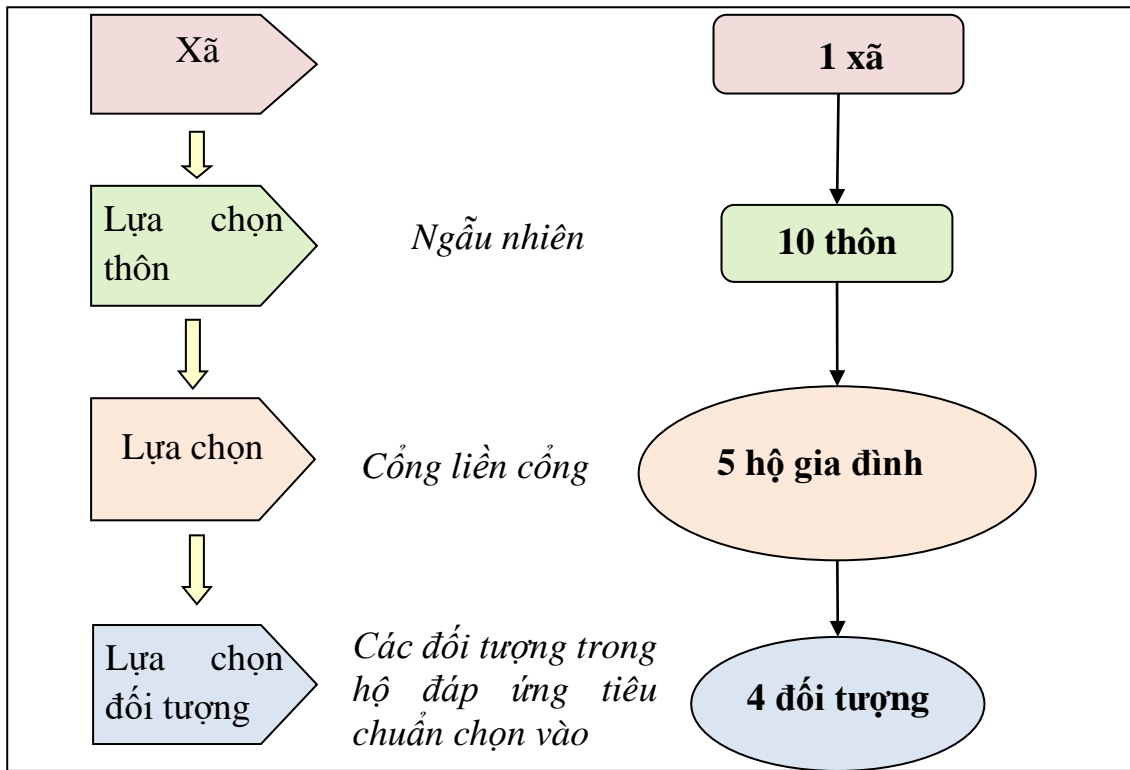 Xã
1 xã
Lựa chọn
thôn
Ngẫu nhiên
10 thôn
Lựa chọn
Cổng liền cổng
5 hộ gia đình
Lựa chọn
đối tượng
Các đối tượng trong
hộ đáp ứng tiêu
chuẩn chọn vào
4 đối tượng